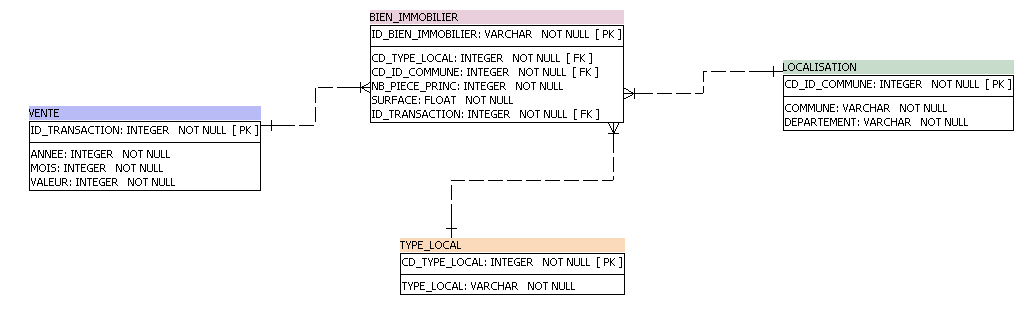 BIEN_IMMOBILIER
ID_BIEN_IMMOBILIER: VARCHAR NOT NULL [ PK ]
CD_TYPE_LOCAL: INTEGER NOT NULL [ FK ]
CD_ID_COMMUNE: INTEGER NOT NULL [ FK ]
NB_PIECE_PRINC: INTEGER NOT NULL
SURFACE: FLOAT NOT NULL
ID_TRANSACTION: INTEGER NOT NULL [ FK ]
LOCALISATION
CD_ID_COMMUNE: INTEGER NOT NULL [ PK ]
COMMUNE: VARCHAR NOT NULL
DEPARTEMENT: VARCHAR NOT NULL
VENTE
ID_TRANSACTION: INTEGER NOT NULL [ PK ]
ANNEE: INTEGER NOT NULL
MOIS: INTEGER NOT NULL
VALEUR: INTEGER NOT NULL
TYPE_LOCAL
CD_TYPE_LOCAL: INTEGER NOT NULL [ PK ]
TYPE_LOCAL: VARCHAR NOT NULL